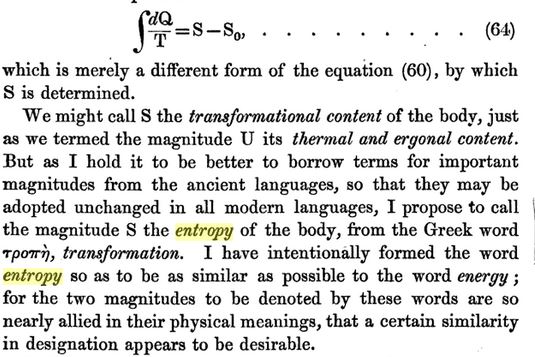 ∫dQ/T=S−S₀, . . . . . . . . . . (64)
which is merely a different form of the equation (60), by which
S is determined.
We might call S the transformational content of the body, just
as we termed the magnitude U its thermal and ergonal content.
But as I hold it to be better to borrow terms for important
magnitudes from the ancient languages, so that they may be
adopted unchanged in all modern languages, I propose to call
the magnitude S the entropy of the body, from the Greek word
τροπὴ, transformation. I have intentionally formed the word
entropy so as to be as similar as possible to the word energy;
for the two magnitudes to be denoted by these words are so
nearly allied in their physical meanings, that a certain similarity
in designation appears to be desirable.